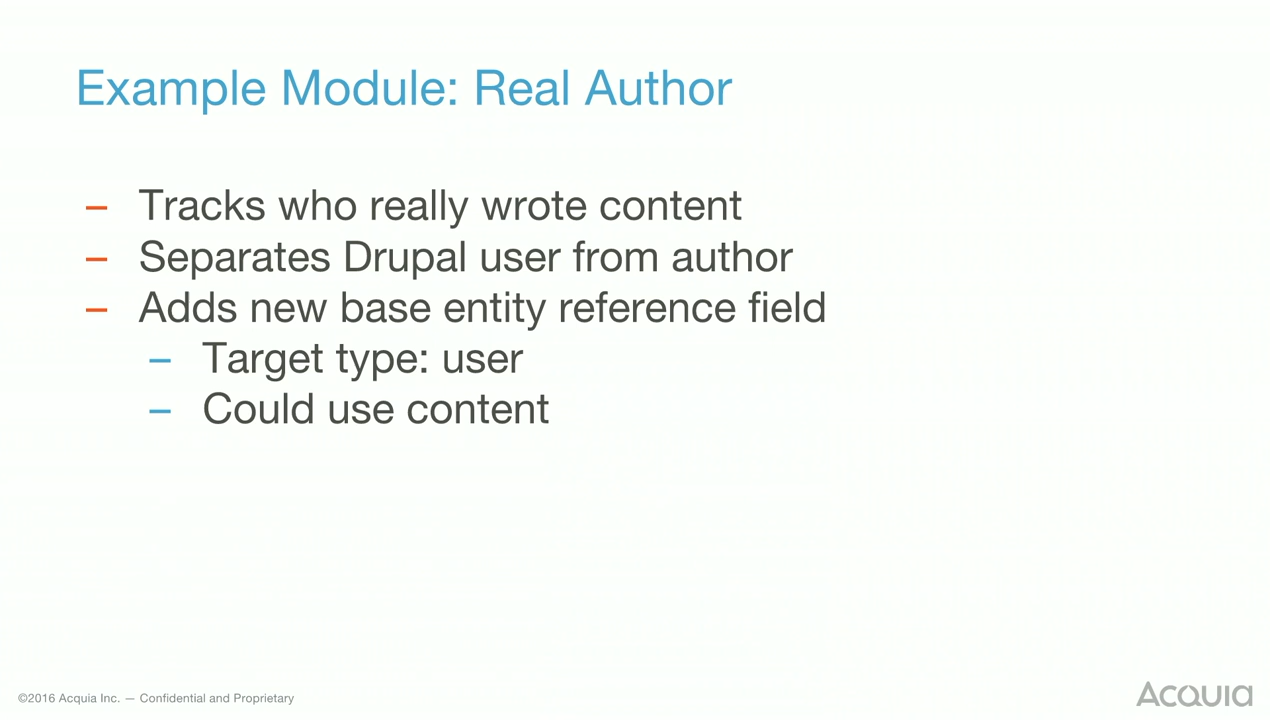 Example Module: Real Author
– Tracks who really wrote content
– Separates Drupal user from author
– Adds new base entity reference field
– Target type: user
– Could use content
©2016 Acquia Inc. — Confidential and Proprietary
Acquia